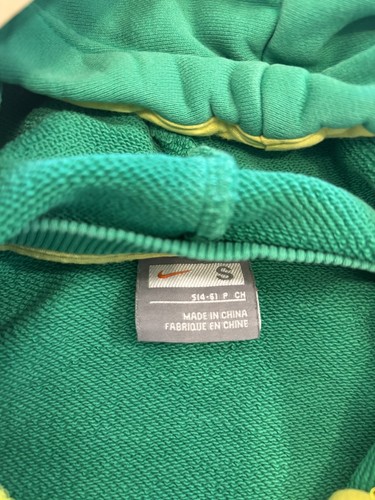 S(4-6) P CH
MADE IN CHINA
FABRIQUE EN CHINE